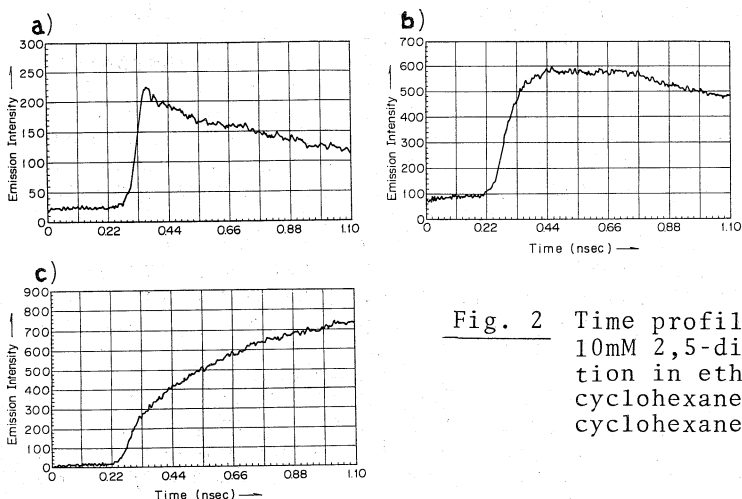 a)
300
250
200
150
100
50
0
Emission Intensity
0 0.22 0.44 0.66 0.88 1.10
b)
700
600
500
400
300
200
100
0
Emission Intensity
0 0.22 0.44 0.66 0.88 1.10
Time (nsec)
c)
900
800
700
600
500
400
300
200
100
0
Emission Intensity
0 0.22 0.44 0.66 0.88 1.10
Time (nsec)
Fig. 2 Time profil
10mM 2,5-di
tion in eth
cyclohexane
cyclohexane